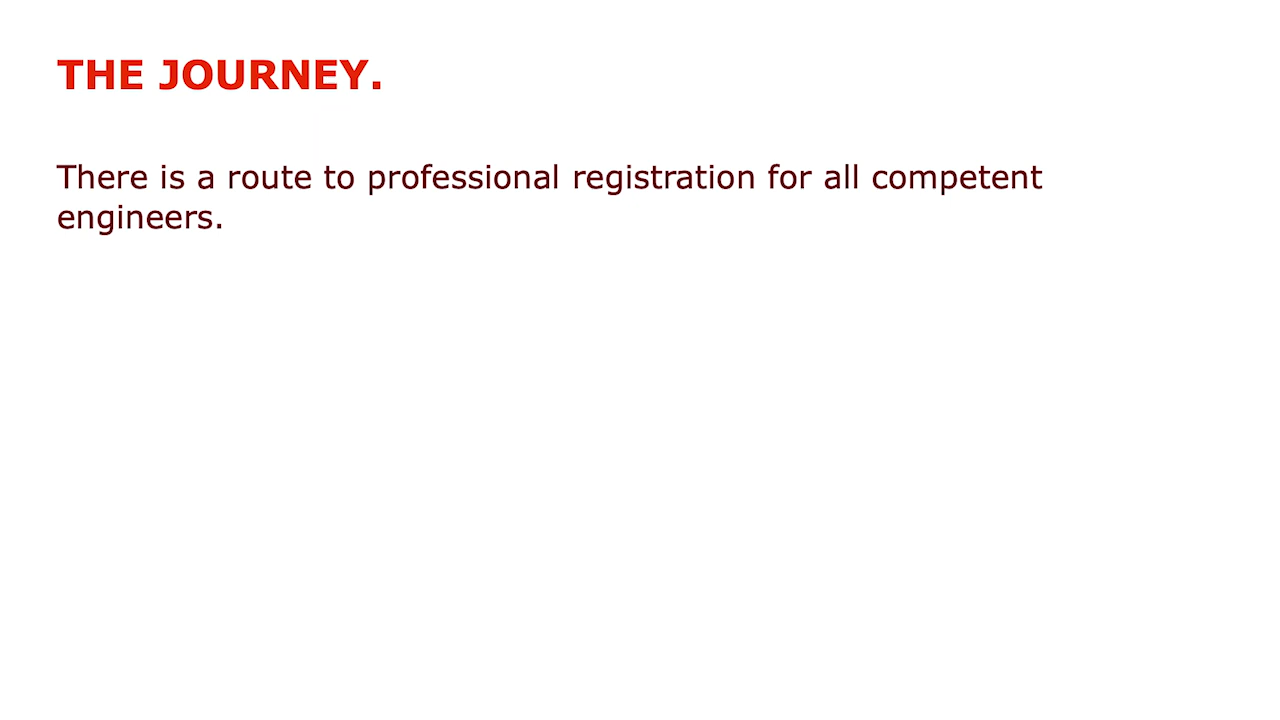 THE JOURNEY.
There is a route to professional registration for all competent
engineers.